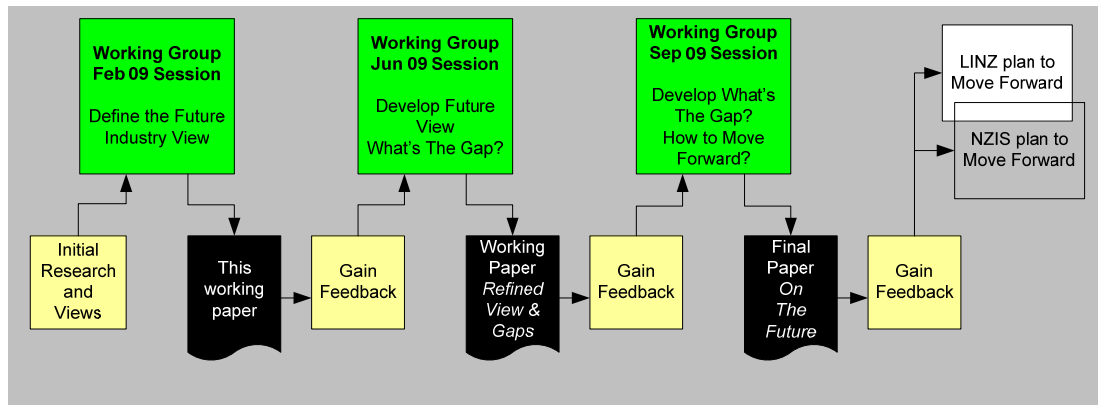 Working Group
Feb 09 Session
Define the Future
Industry View
Working Group
Jun 09 Session
Develop Future
View
What's The Gap?
Working Group
Sep 09 Session
Develop What's
The Gap?
How to Move
Forward?
LINZ plan to
Move Forward
NZIS plan to
Move Forward
Initial
Research
and
Views
This
working
paper
Gain
Feedback
Working
Paper
Refined
View &
Gaps
Gain
Feedback
Final
Paper
On
The
Future
Gain
Feedback